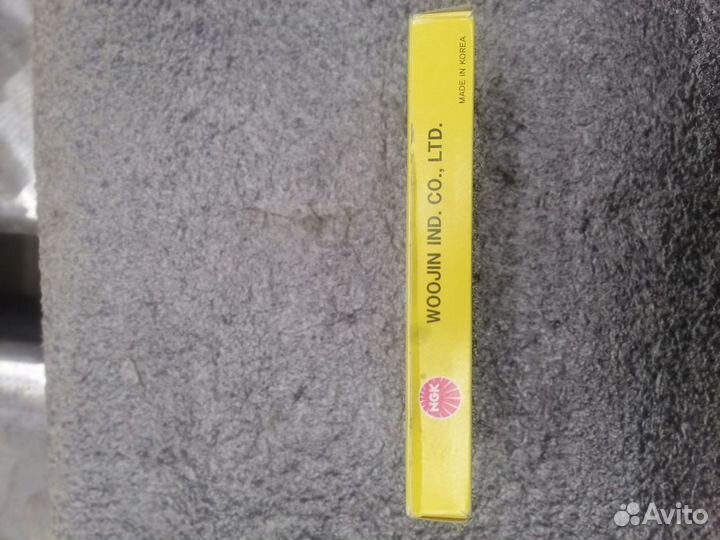 NGK
WOOJIN IND. CO., LTD.
MADE IN KOREA
Avito